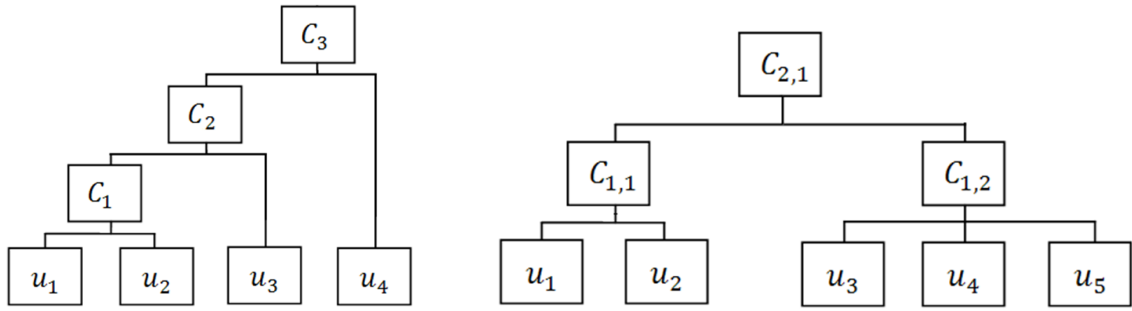 C₃
C₂
C₁
u₁ u₂ u₃ u₄
C₂,₁
C₁,₁ C₁,₂
u₁ u₂ u₃ u₄ u₅